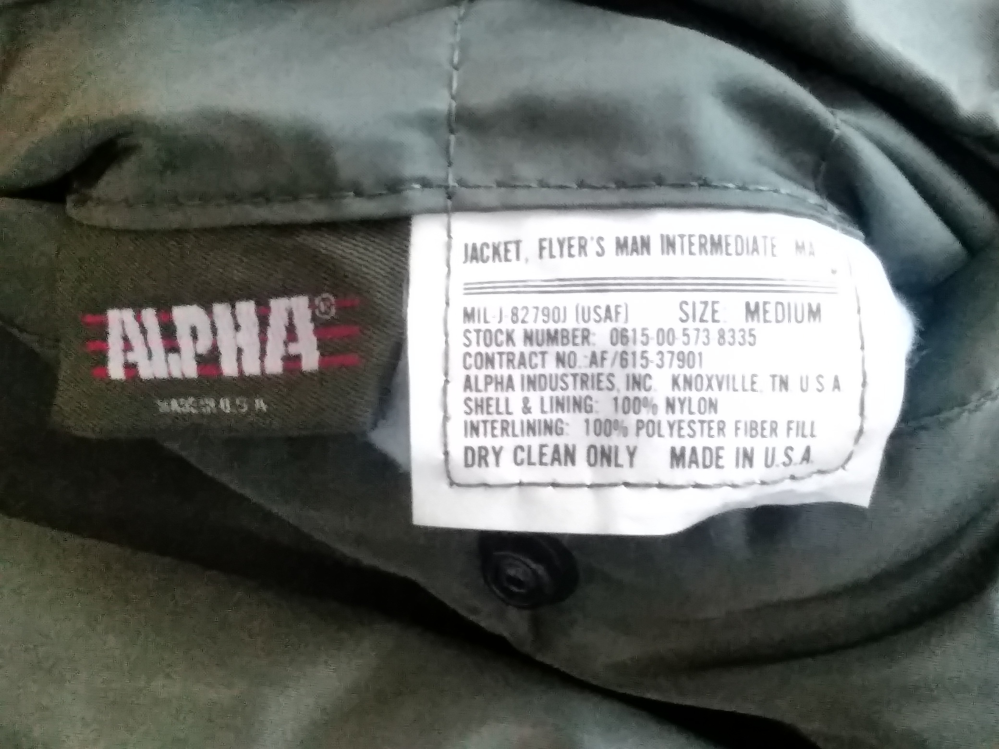 ALPHA®
MADE IN U.S.A
JACKET, FLYER'S MAN INTERMEDIATE MA
MIL-J-82790J (USAF) SIZE: MEDIUM
STOCK NUMBER: 0615-00-573 8335
CONTRACT NO.:AF/615-37901
ALPHA INDUSTRIES, INC. KNOXVILLE, TN U S A
SHELL & LINING: 100% NYLON
INTERLINING: 100% POLYESTER FIBER FILL
DRY CLEAN ONLY MADE IN U.S.A.